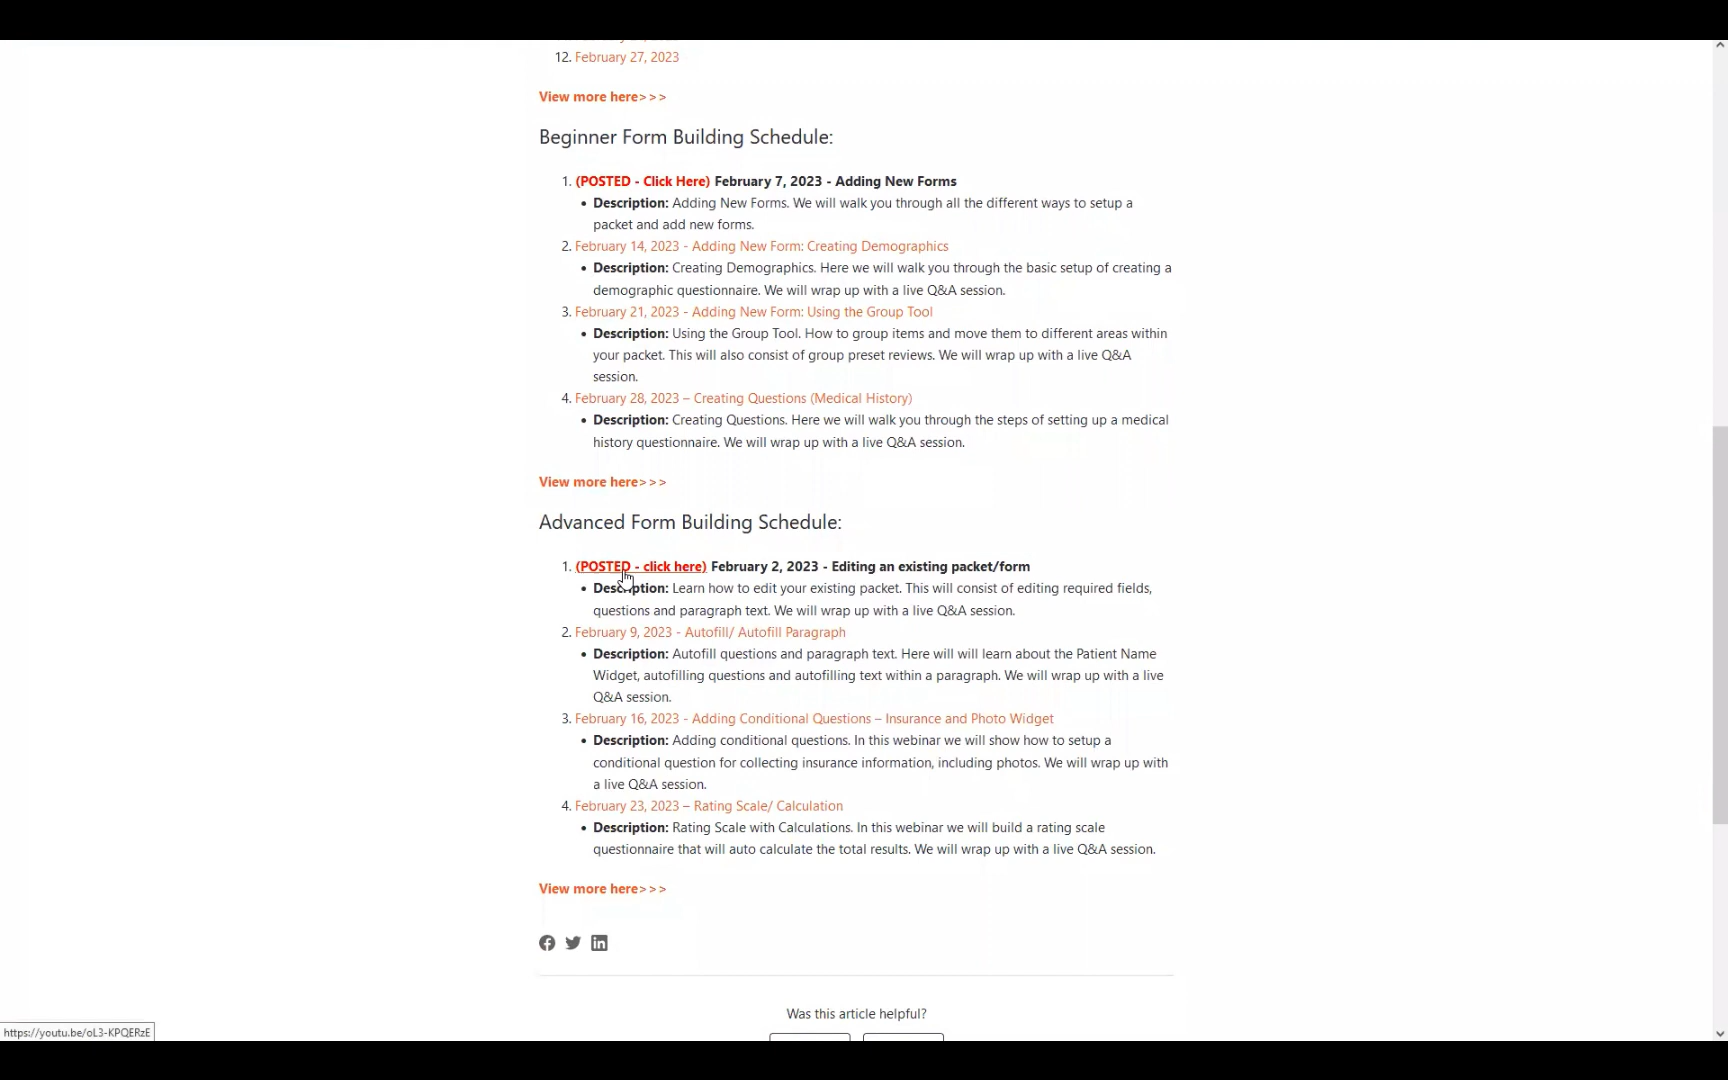 12. February 27, 2023
View more here>>>
Beginner Form Building Schedule:
1. (POSTED - Click Here) February 7, 2023 - Adding New Forms
• Description: Adding New Forms. We will walk you through all the different ways to setup a
packet and add new forms.
2. February 14, 2023 - Adding New Form: Creating Demographics
• Description: Creating Demographics. Here we will walk you through the basic setup of creating a
demographic questionnaire. We will wrap up with a live Q&A session.
3. February 21, 2023 - Adding New Form: Using the Group Tool
• Description: Using the Group Tool. How to group items and move them to different areas within
your packet. This will also consist of group preset reviews. We will wrap up with a live Q&A
session.
4. February 28, 2023 – Creating Questions (Medical History)
• Description: Creating Questions. Here we will walk you through the steps of setting up a medical
history questionnaire. We will wrap up with a live Q&A session.
View more here>>>
Advanced Form Building Schedule:
1. (POSTED - click here) February 2, 2023 - Editing an existing packet/form
• Description: Learn how to edit your existing packet. This will consist of editing required fields,
questions and paragraph text. We will wrap up with a live Q&A session.
2. February 9, 2023 - Autofill/ Autofill Paragraph
• Description: Autofill questions and paragraph text. Here will will learn about the Patient Name
Widget, autofilling questions and autofilling text within a paragraph. We will wrap up with a live
Q&A session.
3. February 16, 2023 - Adding Conditional Questions – Insurance and Photo Widget
• Description: Adding conditional questions. In this webinar we will show how to setup a
conditional question for collecting insurance information, including photos. We will wrap up with
a live Q&A session.
4. February 23, 2023 – Rating Scale/ Calculation
• Description: Rating Scale with Calculations. In this webinar we will build a rating scale
questionnaire that will auto calculate the total results. We will wrap up with a live Q&A session.
View more here>>>
Was this article helpful?
https://youtu.be/oL3-KPQERzE